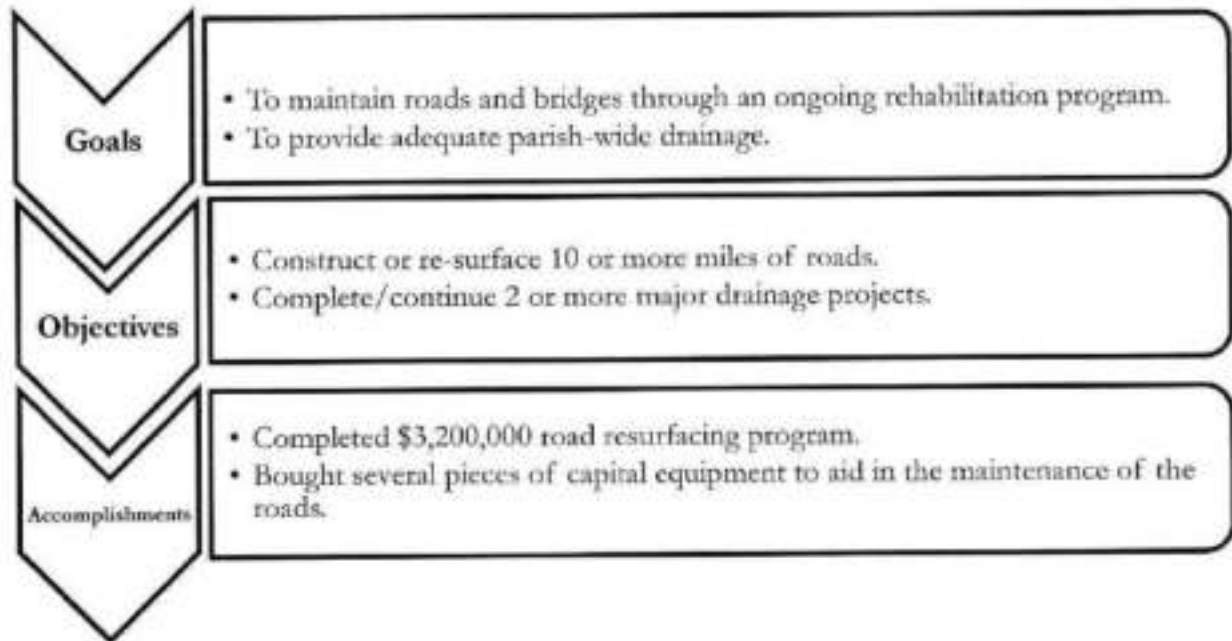 Goals
• To maintain roads and bridges through an ongoing rehabilitation program.
• To provide adequate parish-wide drainage.
Objectives
• Construct or re-surface 10 or more miles of roads.
• Complete/continue 2 or more major drainage projects.
Accomplishments
• Completed $3,200,000 road resurfacing program.
• Bought several pieces of capital equipment to aid in the maintenance of the
roads.